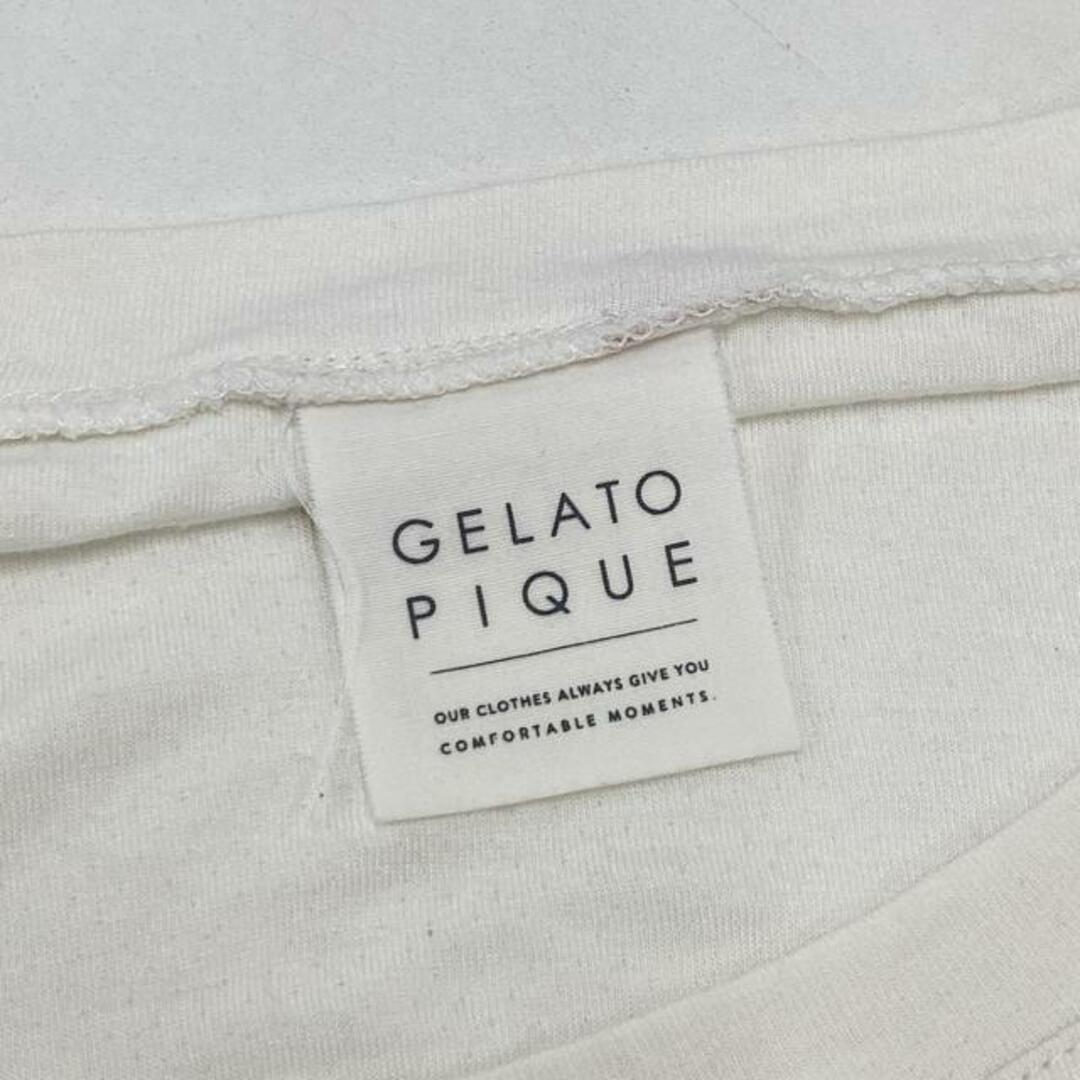 GELATO
PIQUE
OUR CLOTHES ALWAYS GIVE YOU
COMFORTABLE MOMENTS.